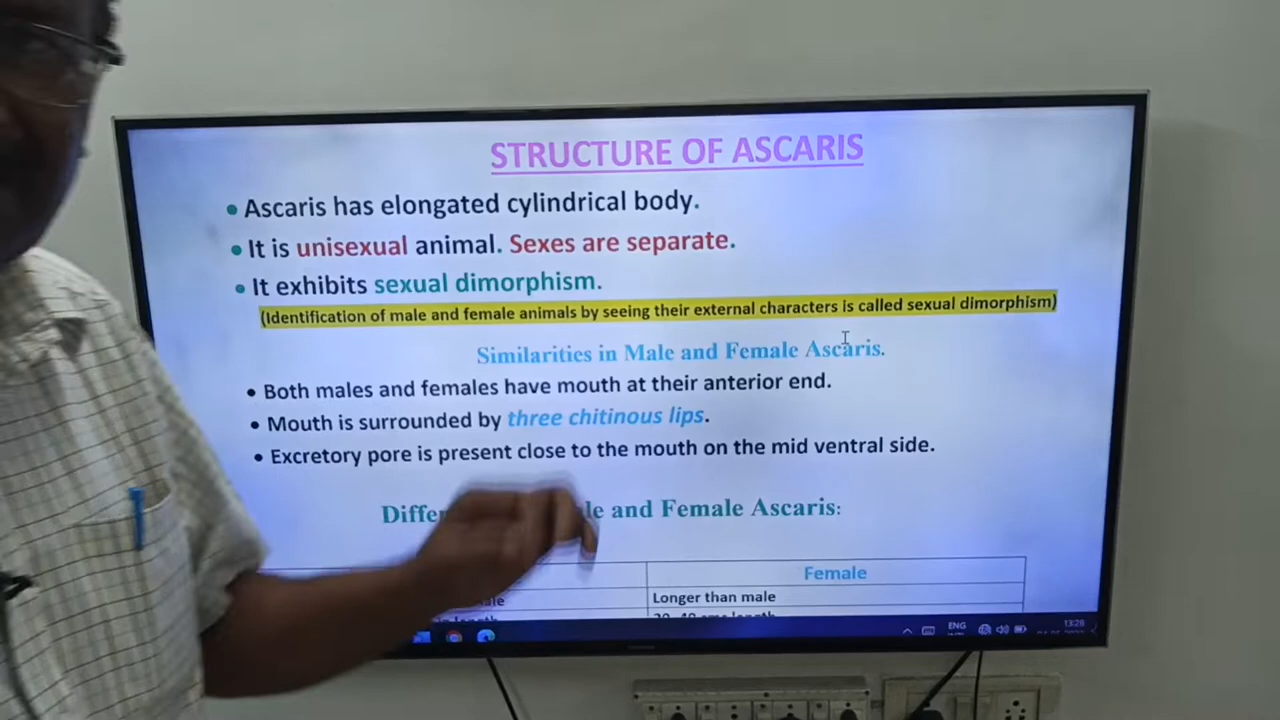 STRUCTURE OF ASCARIS
• Ascaris has elongated cylindrical body.
• It is unisexual animal. Sexes are separate.
• It exhibits sexual dimorphism.
(Identification of male and female animals by seeing their external characters is called sexual dimorphism)
Similarities in Male and Female Ascaris.
• Both males and females have mouth at their anterior end.
• Mouth is surrounded by three chitinous lips.
• Excretory pore is present close to the mouth on the mid ventral side.
and Female Ascaris:
Female
Longer than male
ENG
13:28